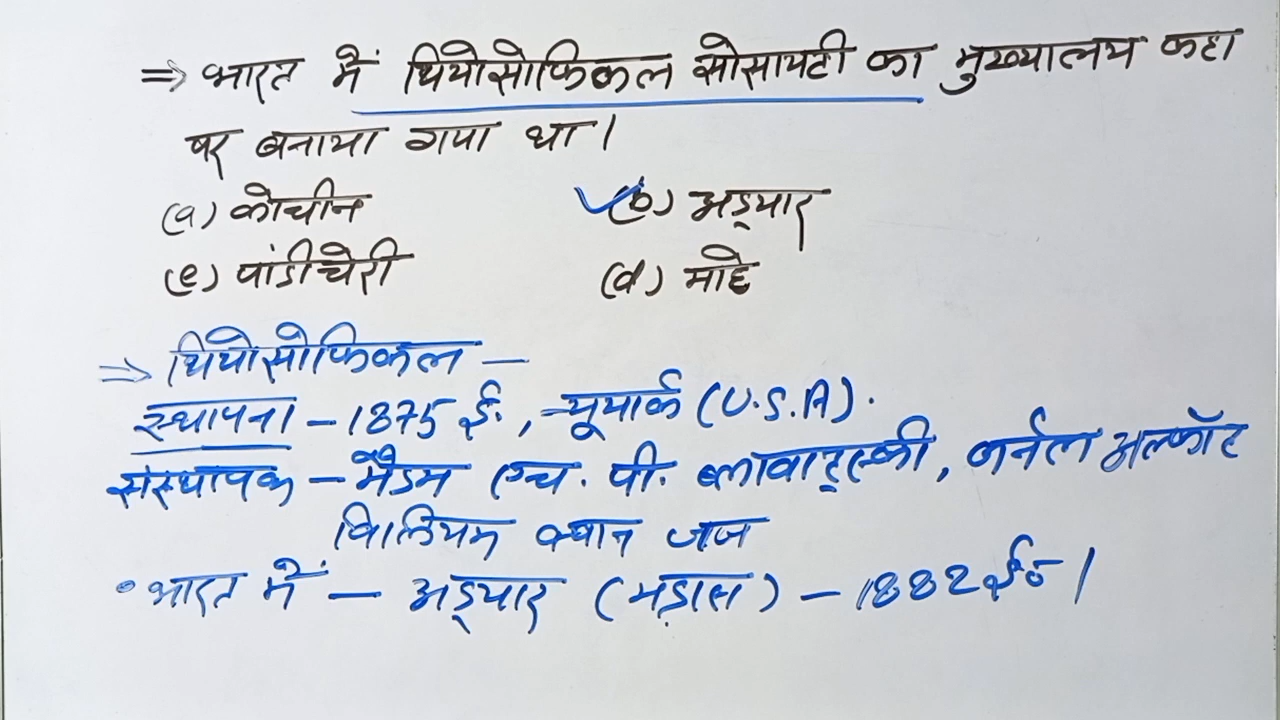 ⇒ भारत में थियोसोफिकल सोसायटी का मुख्यालय कहा
पर बनाया गया था।
(a) कोचीन (b) अड्यार
(c) पांडीचेरी (d) माहे
⇒ थियोसोफिकल –
स्थापना – 1875 ई., न्यूयार्क (U.S.A).
संस्थापक – मैडम एच. पी. ब्लावाट्स्की, कर्नल अल्कॉट
विलियम क्वान जज
• भारत में – अड्यार (मद्रास) – 1882 ई० |